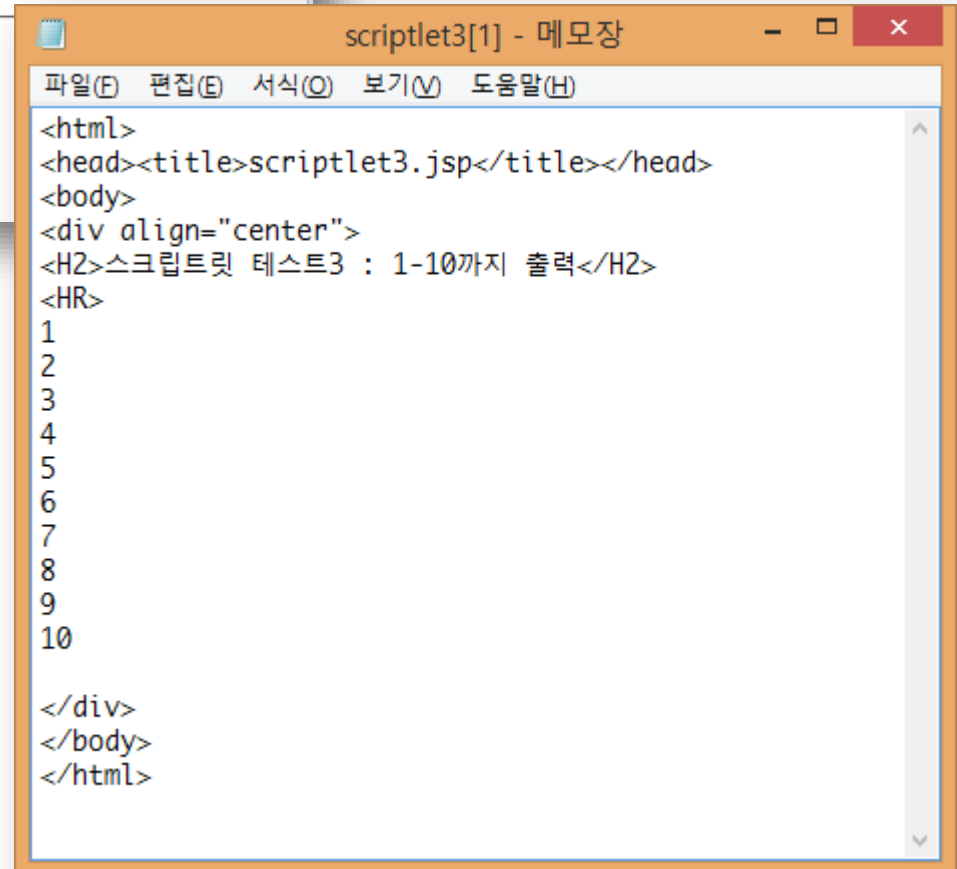 scriptlet3[1] - 메모장
파일(F) 편집(E) 서식(O) 보기(V) 도움말(H)
<html>
<head><title>scriptlet3.jsp</title></head>
<body>
<div align="center">
<H2>스크립트릿 테스트3 : 1-10까지 출력</H2>
<HR>
1
2
3
4
5
6
7
8
9
10
</div>
</body>
</html>